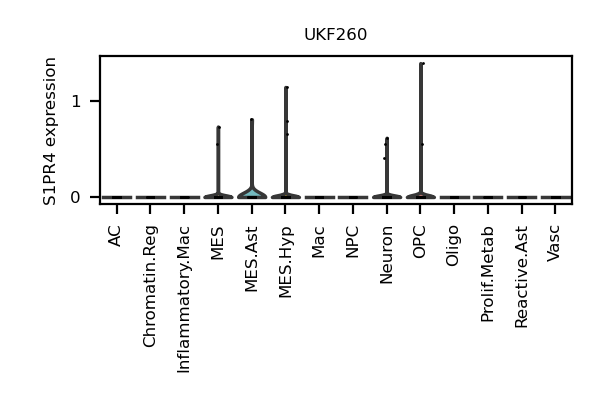 UKF260
S1PR4 expression
1
0
AC
Chromatin.Reg
Inflammatory.Mac
MES
MES.Ast
MES.Hyp
Mac
NPC
Neuron
OPC
Oligo
Prolif.Metab
Reactive.Ast
Vasc